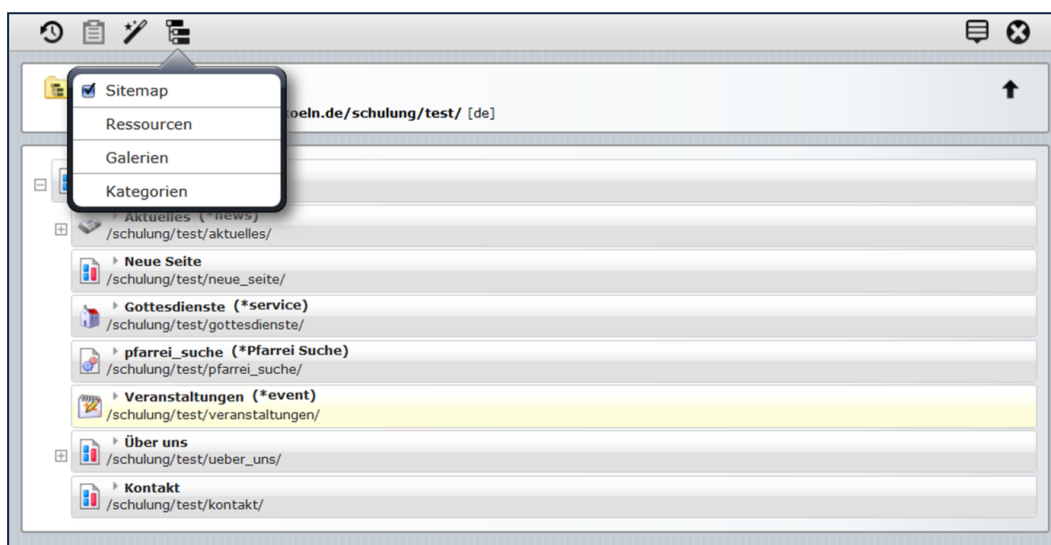 Sitemap
Ressourcen
Galerien
Kategorien
oeln.de/schulung/test/ [de]
Aktuelles (*news)
/schulung/test/aktuelles/
Neue Seite
/schulung/test/neue_seite/
Gottesdienste (*service)
/schulung/test/gottesdienste/
pfarrei_suche (*Pfarrei Suche)
/schulung/test/pfarrei_suche/
Veranstaltungen (*event)
/schulung/test/veranstaltungen/
Über uns
/schulung/test/ueber_uns/
Kontakt
/schulung/test/kontakt/